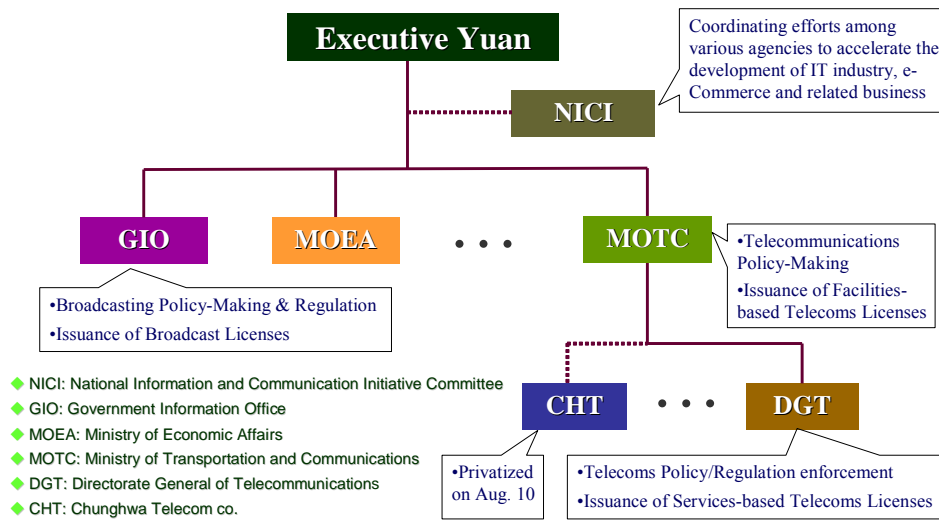 Executive Yuan
Coordinating efforts among
various agencies to accelerate the
development of IT industry, e-
Commerce and related business
NICI
GIO
MOEA
• • •
MOTC
•Telecommunications
Policy-Making
•Issuance of Facilities-
based Telecoms Licenses
•Broadcasting Policy-Making & Regulation
•Issuance of Broadcast Licenses
CHT
• • •
DGT
•Privatized
on Aug. 10
•Telecoms Policy/Regulation enforcement
•Issuance of Services-based Telecoms Licenses
NICI: National Information and Communication Initiative Committee
GIO: Government Information Office
MOEA: Ministry of Economic Affairs
MOTC: Ministry of Transportation and Communications
DGT: Directorate General of Telecommunications
CHT: Chunghwa Telecom co.